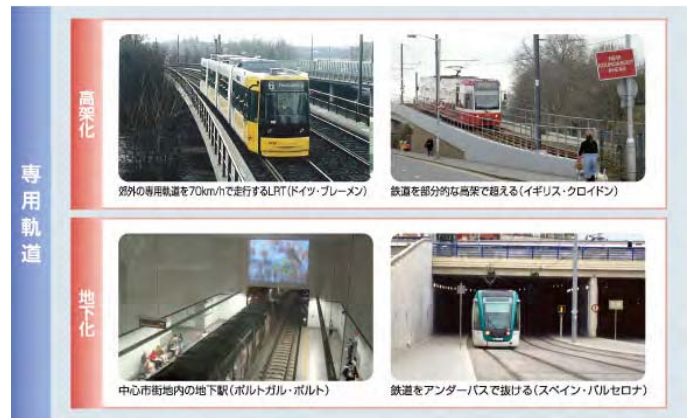 専用軌道
高架化
郊外の専用軌道を70km/hで走行するLRT(ドイツ・ブレーメン)
鉄道を部分的な高架で超える(イギリス・クロイドン)
地下化
中心市街地内の地下駅(ポルトガル・ポルト)
鉄道をアンダーパスで抜ける(スペイン・バルセロナ)
6